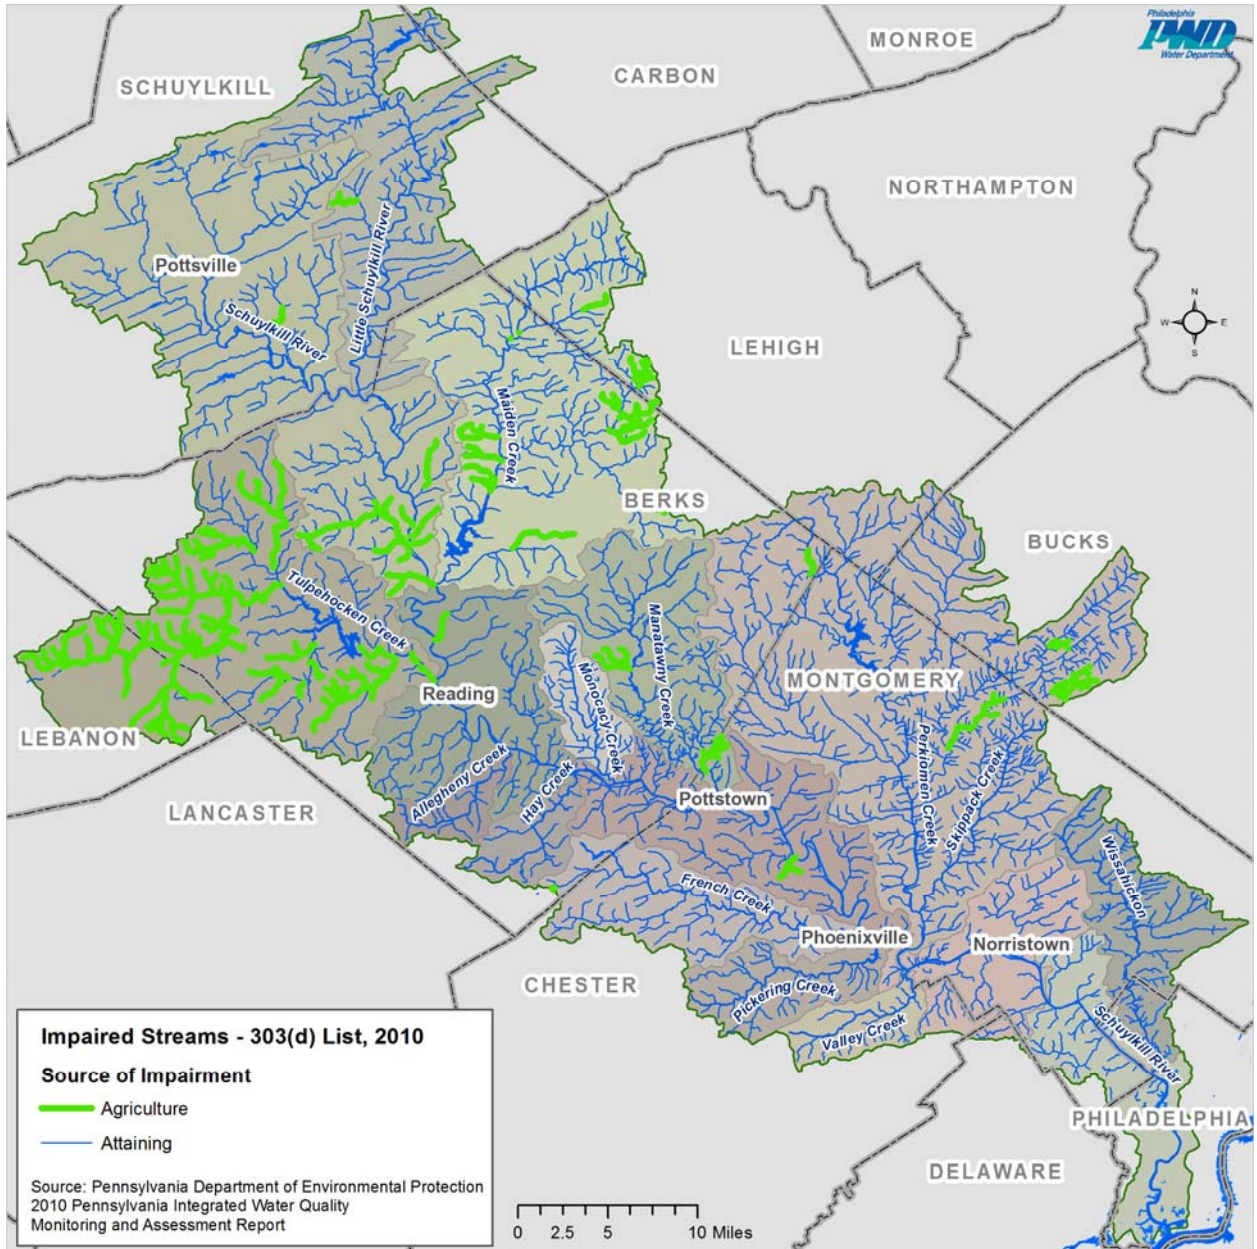 Philadelphia
PWD
Water Department
MONROE
CARBON
SCHUYLKILL
NORTHAMPTON
Little Schuylkill River
Pottsville
Schuylkill River
N
W
E
S
LEHIGH
Maiden Creek
BERKS
BUCKS
Tulpehocken Creek
Manatawny Creek
Monocacy Creek
MONTGOMERY
Reading
LEBANON
Perkiomen Creek
Skippack Creek
Allegheny Creek
Hay Creek
Pottstown
LANCASTER
Wissahickon
French Creek
Phoenixville
Norristown
CHESTER
Pickering Creek
Valley Creek
Schuylkill River
PHILADELPHIA
DELAWARE
Impaired Streams - 303(d) List, 2010
Source of Impairment
Agriculture
Attaining
Source: Pennsylvania Department of Environmental Protection
2010 Pennsylvania Integrated Water Quality
Monitoring and Assessment Report
0 2.5 5 10 Miles